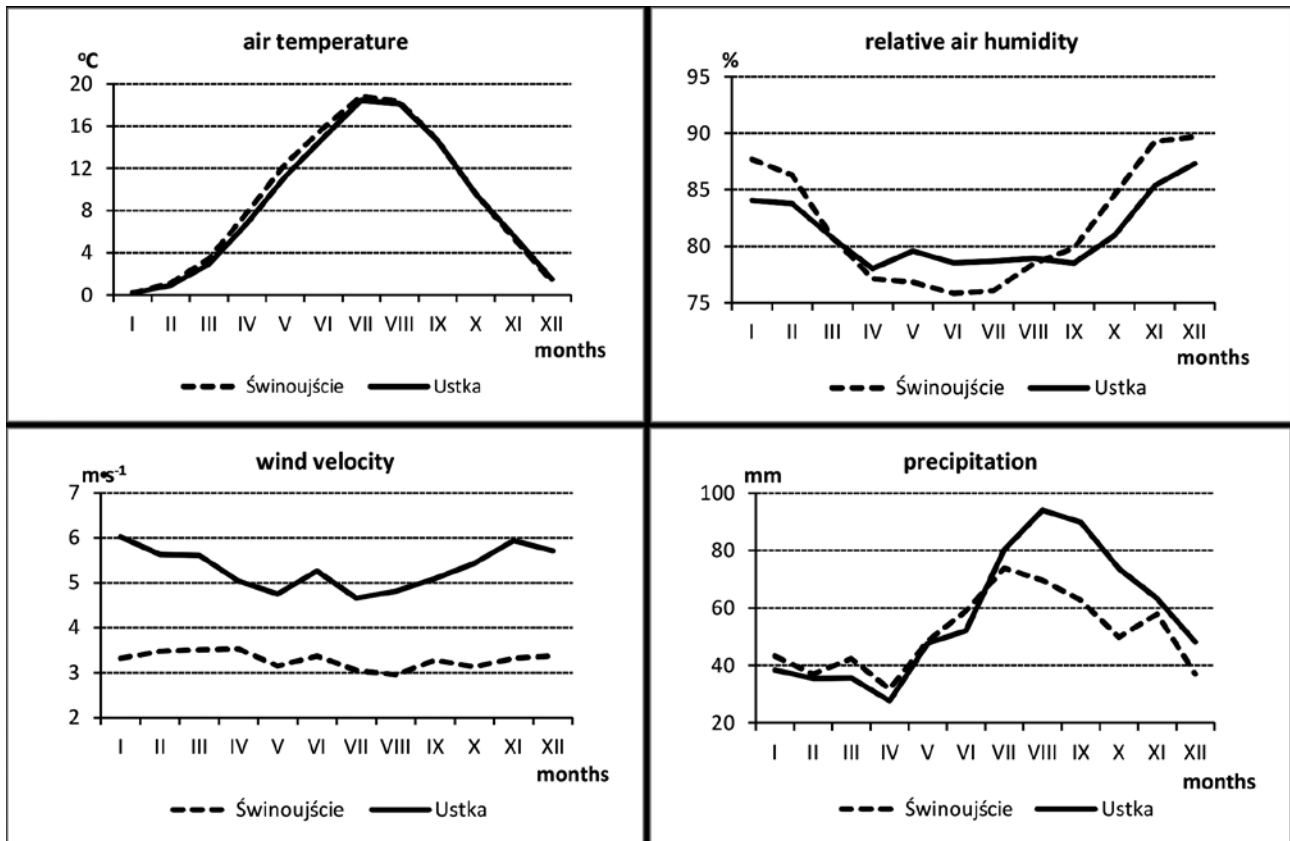 air temperature
°C
20
16
12
8
4
0
I II III IV V VI VII VIII IX X XI XII
months
Świnoujście Ustka
relative air humidity
%
95
90
85
80
75
I II III IV V VI VII VIII IX X XI XII
months
Świnoujście Ustka
wind velocity
m•s⁻¹
7
6
5
4
3
2
I II III IV V VI VII VIII IX X XI XII
months
Świnoujście Ustka
precipitation
mm
100
80
60
40
20
I II III IV V VI VII VIII IX X XI XII
months
Świnoujście Ustka